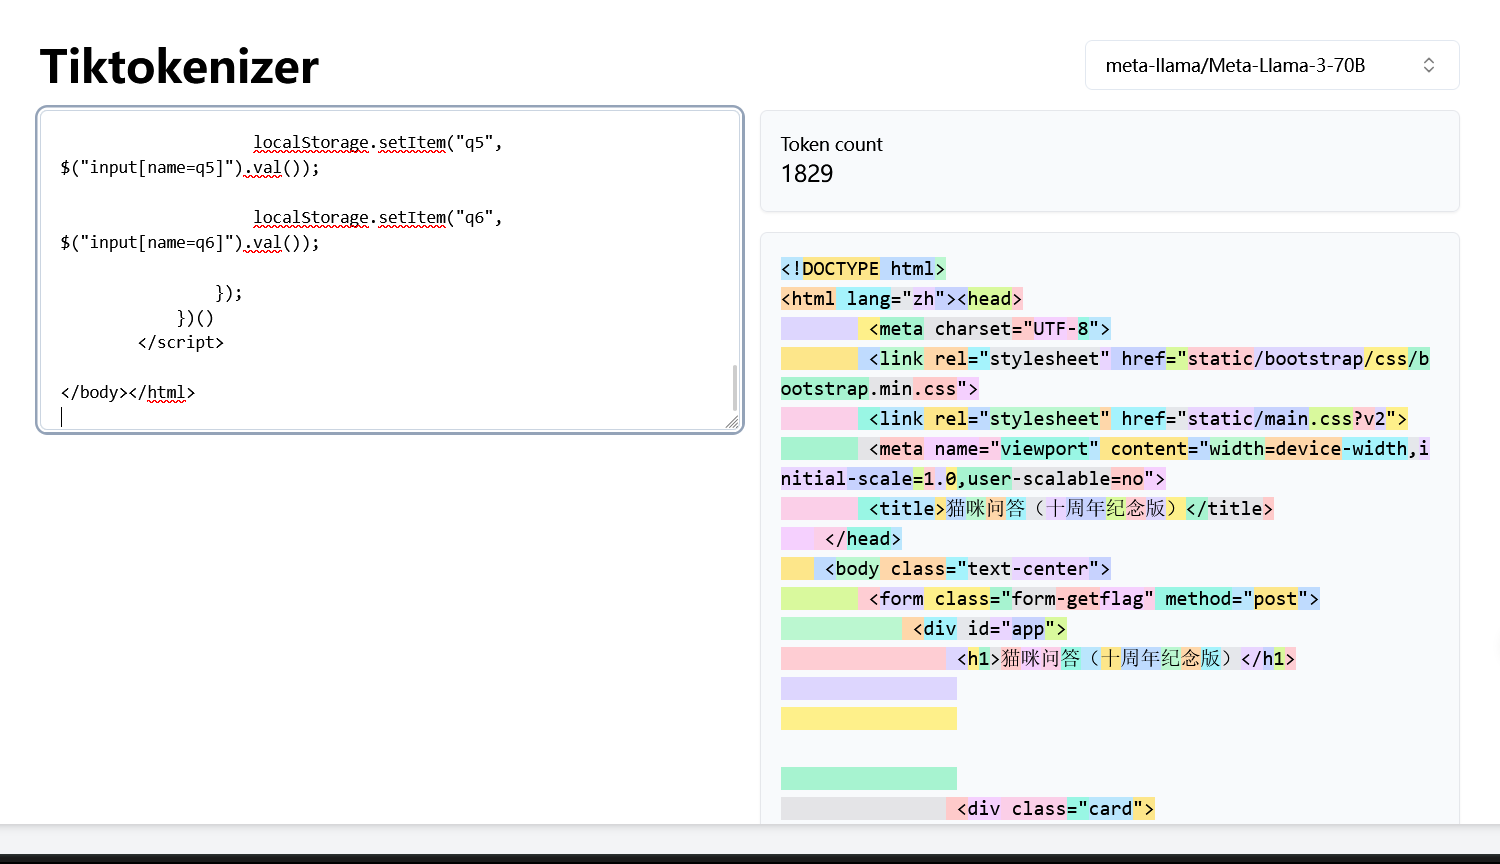 Tiktokenizer
meta-llama/Meta-Llama-3-70B
localStorage.setItem("q5",
$("input[name=q5]").val());
localStorage.setItem("q6",
$("input[name=q6]").val());
});
})()
</script>
</body></html>
Token count
1829
<!DOCTYPE html>
<html lang="zh"><head>
<meta charset="UTF-8">
<link rel="stylesheet" href="static/bootstrap/css/b
ootstrap.min.css">
<link rel="stylesheet" href="static/main.css?v2">
<meta name="viewport" content="width=device-width,i
nitial-scale=1.0,user-scalable=no">
<title>猫咪问答（十周年纪念版）</title>
</head>
<body class="text-center">
<form class="form-getflag" method="post">
<div id="app">
<h1>猫咪问答（十周年纪念版）</h1>
<div class="card">